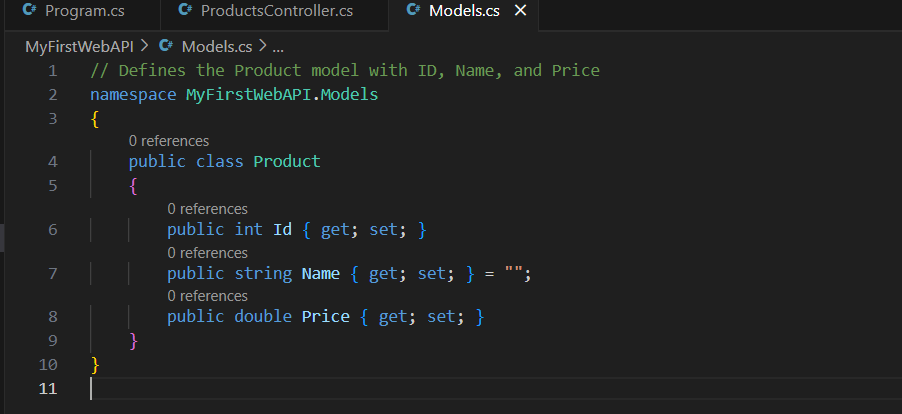 Program.cs ProductsController.cs Models.cs
MyFirstWebAPI > Models.cs > ...
1 // Defines the Product model with ID, Name, and Price
2 namespace MyFirstWebAPI.Models
3 {
0 references
4 public class Product
5 {
0 references
6 public int Id { get; set; }
0 references
7 public string Name { get; set; } = "";
0 references
8 public double Price { get; set; }
9 }
10 }
11